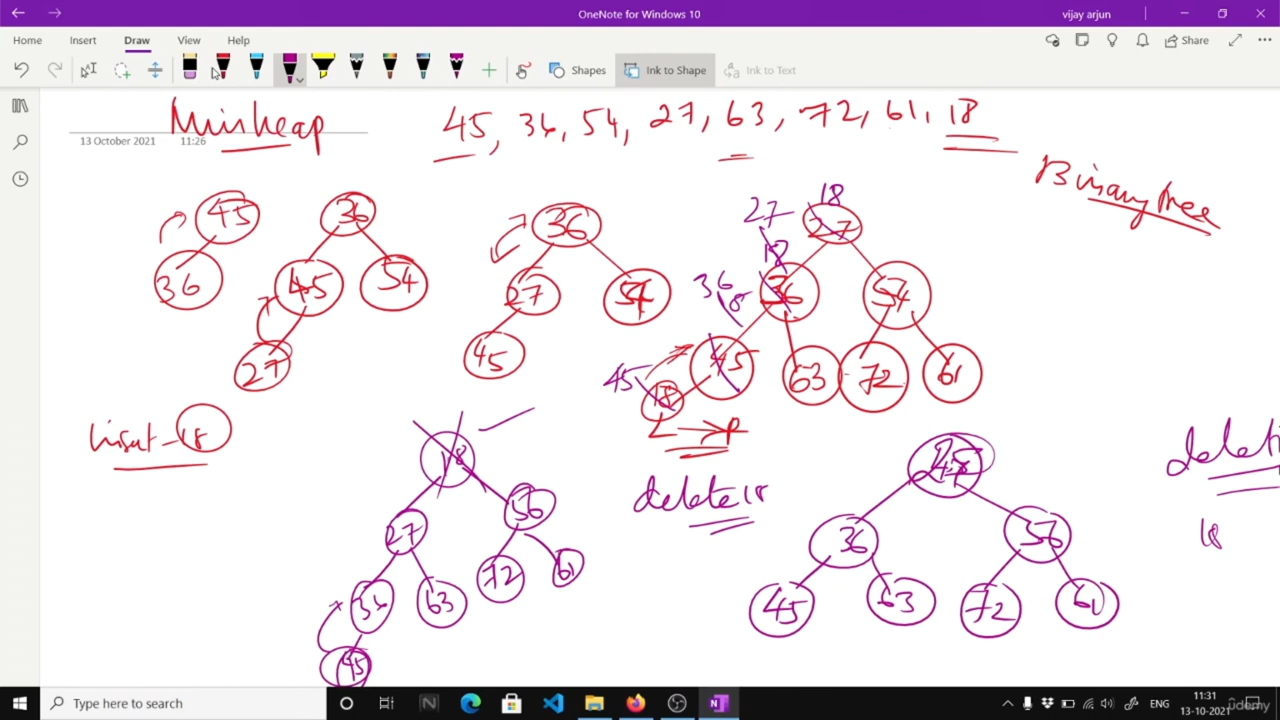 OneNote for Windows 10
vijay arjun
Home Insert Draw View Help
Share
Shapes
Ink to Shape
Ink to Text
Minheap 45, 36, 54, 27, 63, 72, 61, 18
13 October 2021 11:26
Binary tree
45
36
36
45 54
27
36
27 54
45
18
27 27
18
36 54
36
18
45 63 72 61
45 18
L → P
Insert - 18
18
27 56
36 63 72 61
45
delete 18
36 56
45 63 72 61
deleti
18
Type here to search
ENG
11:31
13-10-2021
udemy